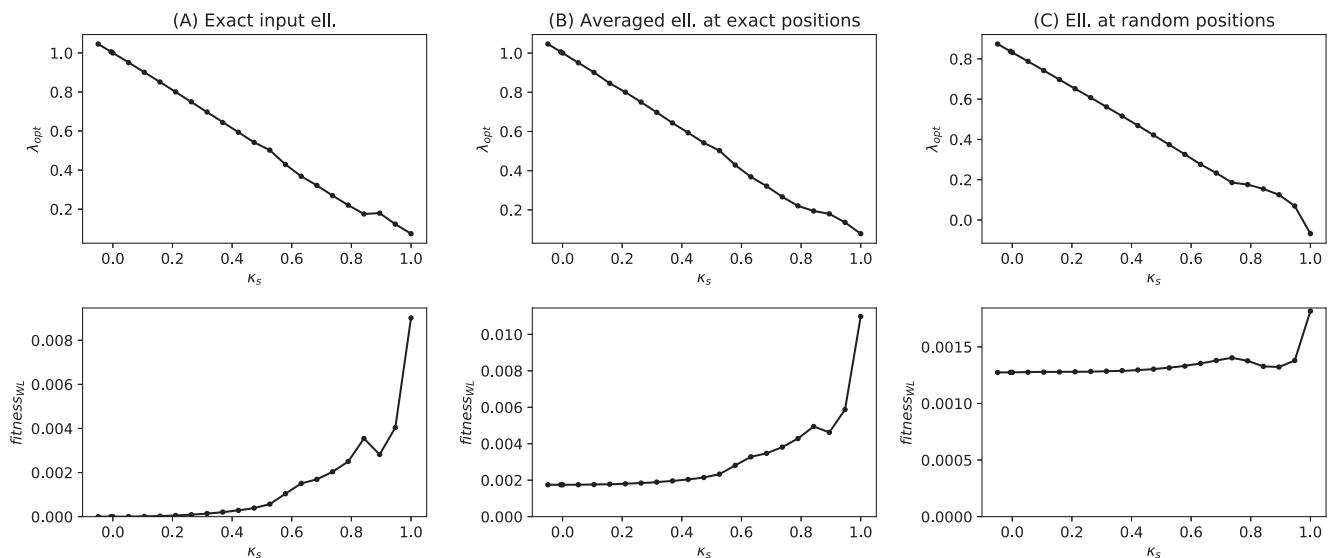 (A) Exact input ell.
1.0
0.8
0.6
0.4
0.2
λopt
0.0 0.2 0.4 0.6 0.8 1.0
κs
(B) Averaged ell. at exact positions
1.0
0.8
0.6
0.4
0.2
λopt
0.0 0.2 0.4 0.6 0.8 1.0
κs
(C) Ell. at random positions
0.8
0.6
0.4
0.2
0.0
λopt
0.0 0.2 0.4 0.6 0.8 1.0
κs
0.008
0.006
0.004
0.002
0.000
fitnessWL
0.0 0.2 0.4 0.6 0.8 1.0
κs
0.010
0.008
0.006
0.004
0.002
0.000
fitnessWL
0.0 0.2 0.4 0.6 0.8 1.0
κs
0.0015
0.0010
0.0005
0.0000
fitnessWL
0.0 0.2 0.4 0.6 0.8 1.0
κs